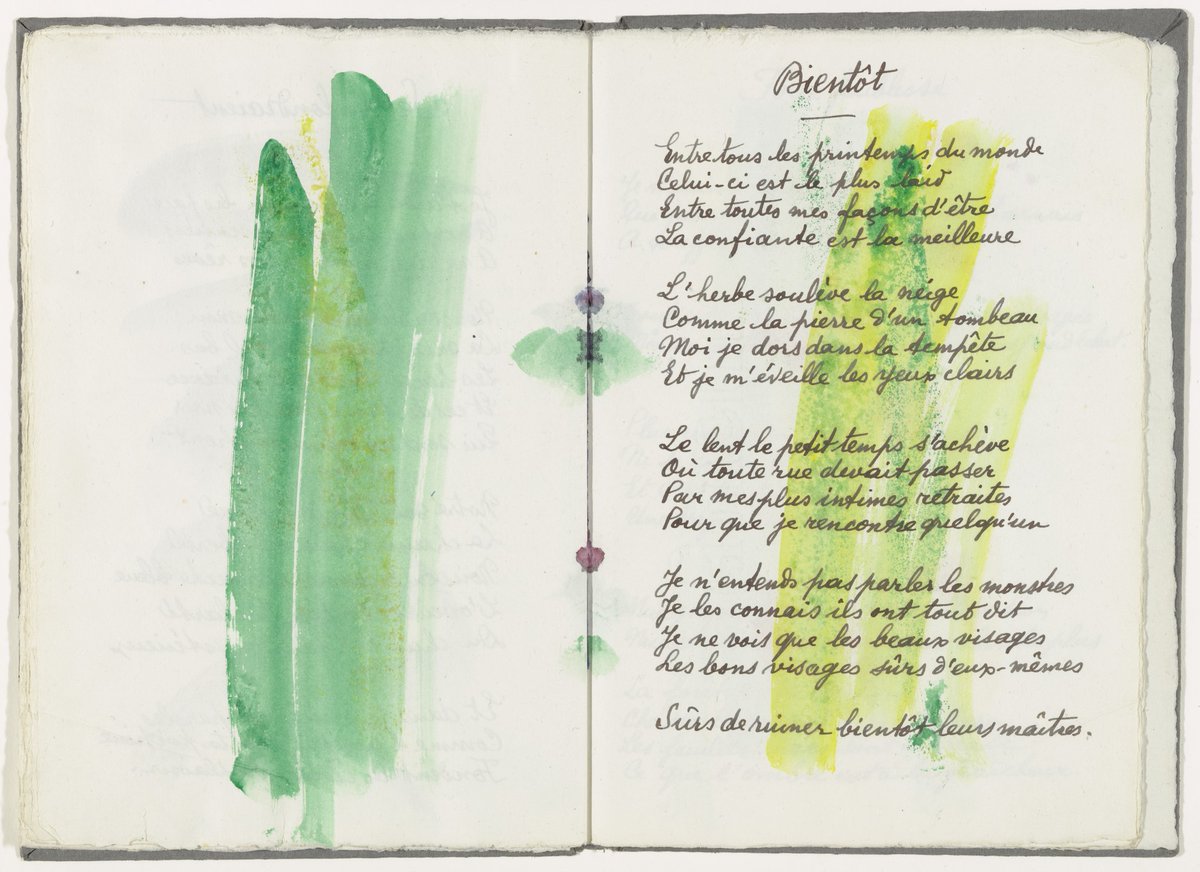 Bientôt
Entre tous les printemps du monde
Celui-ci est le plus laid
Entre toutes mes façons d'être
La confiante est la meilleure
L'herbe soulève la neige
Comme la pierre d'un tombeau
Moi je dors dans la tempête
Et je m'éveille les yeux clairs
Le lent le petit temps s'achève
Où toute rue devait passer
Par mes plus intimes retraites
Pour que je rencontre quelqu'un
Je n'entends pas parler les monstres
Je les connais ils ont tout dit
Je ne vois que les beaux visages
Les bons visages sûrs d'eux-mêmes
Sûrs de ruiner bientôt leurs maîtres.